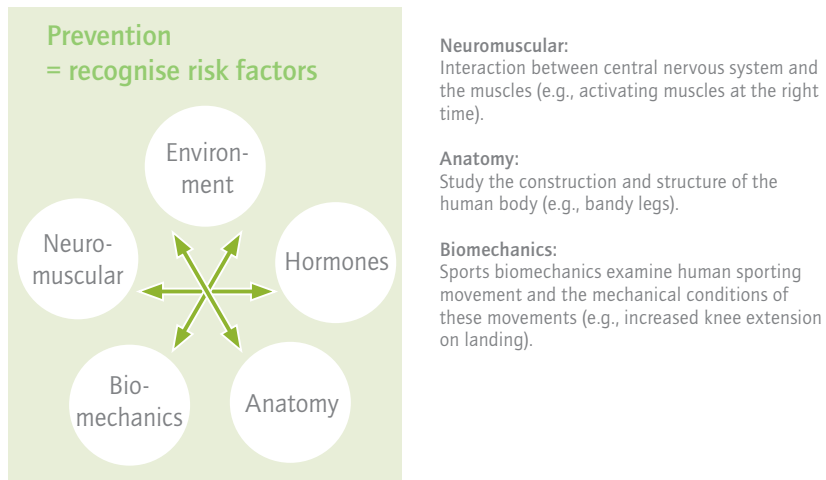 Prevention
= recognise risk factors
Environ-
ment
Neuro-
muscular
Hormones
Bio-
mechanics
Anatomy
Neuromuscular:
Interaction between central nervous system and
the muscles (e.g., activating muscles at the right
time).
Anatomy:
Study the construction and structure of the
human body (e.g., bandy legs).
Biomechanics:
Sports biomechanics examine human sporting
movement and the mechanical conditions of
these movements (e.g., increased knee extension
on landing).